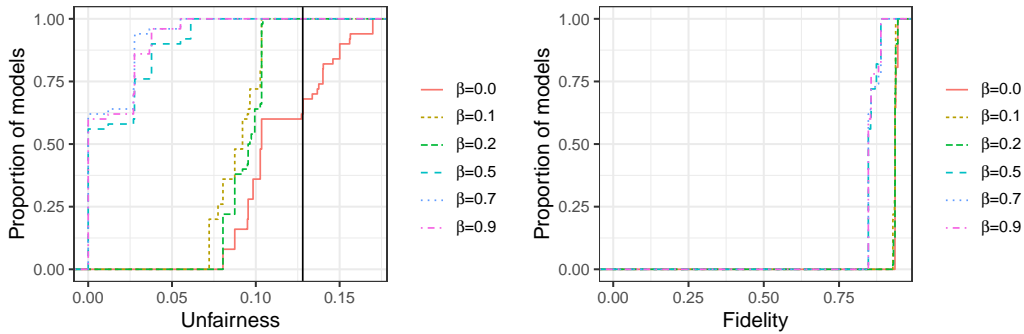 Proportion of models
1.00
0.75
0.50
0.25
0.00
0.00 0.05 0.10 0.15
Unfairness
β=0.0
β=0.1
β=0.2
β=0.5
β=0.7
β=0.9
Proportion of models
1.00
0.75
0.50
0.25
0.00
0.00 0.25 0.50 0.75
Fidelity
β=0.0
β=0.1
β=0.2
β=0.5
β=0.7
β=0.9